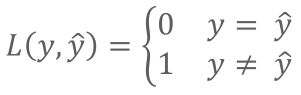 L(y, ŷ) = {0 y = ŷ
1 y ≠ ŷ